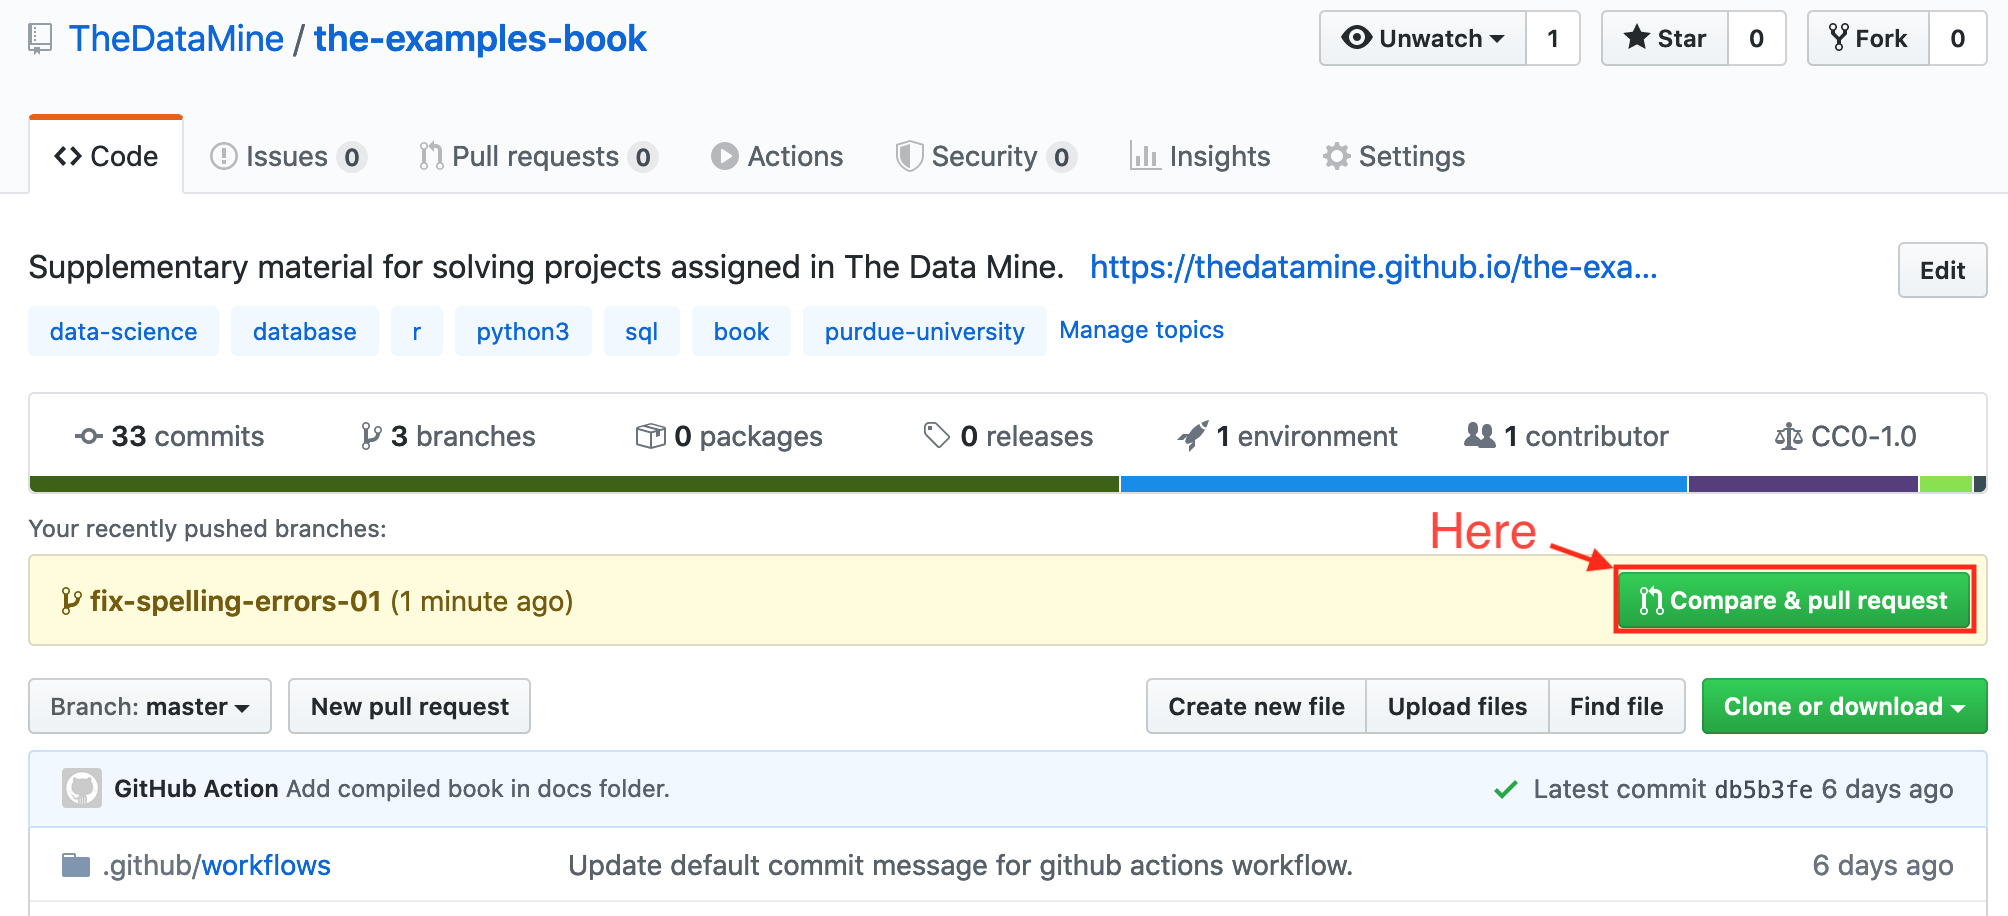 TheDataMine / the-examples-book
Unwatch 1 Star 0 Fork 0
Code Issues 0 Pull requests 0 Actions Security 0 Insights Settings
Supplementary material for solving projects assigned in The Data Mine. https://thedatamine.github.io/the-exa... Edit
data-science database r python3 sql book purdue-university Manage topics
33 commits 3 branches 0 packages 0 releases 1 environment 1 contributor CC0-1.0
Your recently pushed branches:
Here
fix-spelling-errors-01 (1 minute ago) Compare & pull request
Branch: master New pull request Create new file Upload files Find file Clone or download
GitHub Action Add compiled book in docs folder. Latest commit db5b3fe 6 days ago
.github/workflows Update default commit message for github actions workflow. 6 days ago